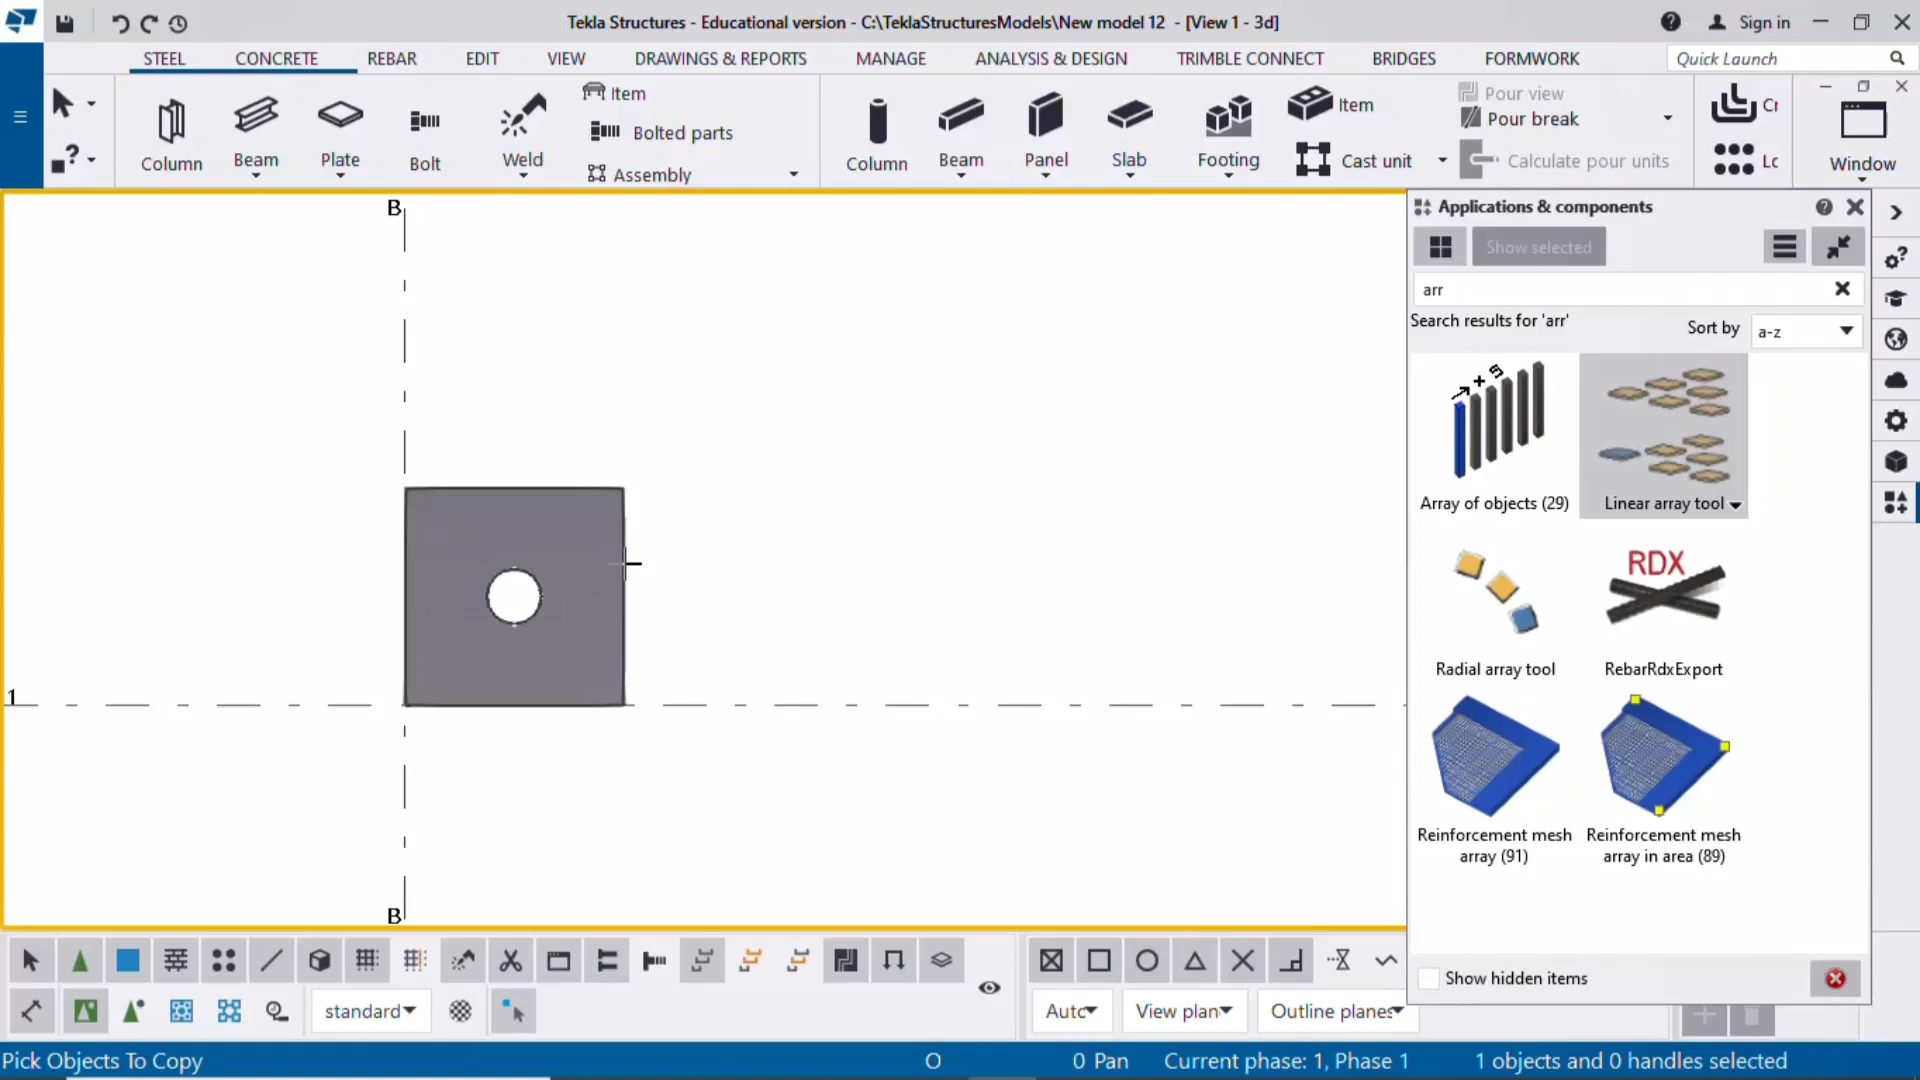 Tekla Structures - Educational version - C:\TeklaStructuresModels\New model 12 - [View 1 - 3d]
Sign in
STEEL CONCRETE REBAR EDIT VIEW DRAWINGS & REPORTS MANAGE ANALYSIS & DESIGN TRIMBLE CONNECT BRIDGES FORMWORK
Quick Launch
Column
Beam
Plate
Bolt
Weld
Item
Bolted parts
Assembly
Column
Beam
Panel
Slab
Footing
Item
Cast unit
Pour view
Pour break
Calculate pour units
Cr
Lc
Window
B
1
B
Applications & components
Show selected
arr
Search results for 'arr'
Sort by
a-z
Array of objects (29)
Linear array tool
Radial array tool
RDX
RebarRdxExport
Reinforcement mesh
array (91)
Reinforcement mesh
array in area (89)
Show hidden items
standard
Auto
View plan
Outline planes
Pick Objects To Copy
O
0 Pan
Current phase: 1, Phase 1
1 objects and 0 handles selected